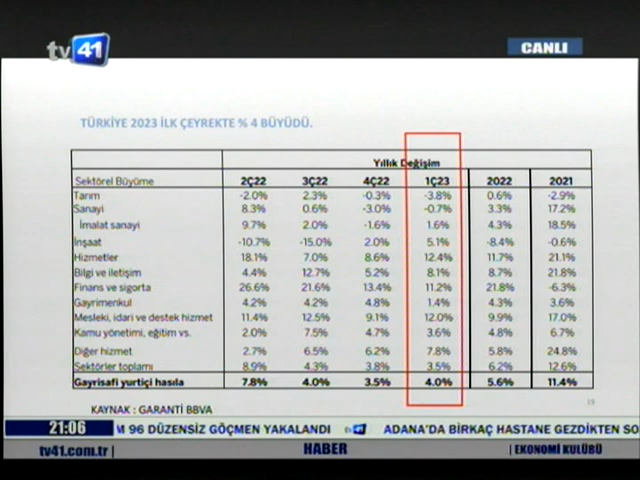 tv 41
CANLI
TÜRKİYE 2023 İLK ÇEYREKTE % 4 BÜYÜDÜ.
Yıllık Değişim
Sektörel Büyüme 2Ç22 3Ç22 4Ç22 1Ç23 2022 2021
Tarım -2.0% 2.3% -0.3% -3.8% 0.6% -2.9%
Sanayi 8.3% 0.6% -3.0% -0.7% 3.3% 17.2%
İmalat sanayi 9.7% 2.0% -1.6% 1.6% 4.3% 18.5%
İnşaat -10.7% -15.0% 2.0% 5.1% -8.4% -0.6%
Hizmetler 18.1% 7.0% 8.6% 12.4% 11.7% 21.1%
Bilgi ve iletişim 4.4% 12.7% 5.2% 8.1% 8.7% 21.8%
Finans ve sigorta 26.6% 21.6% 13.4% 11.2% 21.8% -6.3%
Gayrimenkul 4.2% 4.2% 4.8% 1.4% 4.3% 3.6%
Mesleki, idari ve destek hizmet 11.4% 12.5% 9.1% 12.0% 9.9% 17.0%
Kamu yönetimi, eğitim vs. 2.0% 7.5% 4.7% 3.6% 4.8% 6.7%
Diğer hizmet 2.7% 6.5% 6.2% 7.8% 5.8% 24.8%
Sektörler toplamı 8.9% 4.3% 3.8% 3.5% 6.2% 12.6%
Gayrisafi yurtiçi hasıla 7.8% 4.0% 3.5% 4.0% 5.6% 11.4%
KAYNAK : GARANTİ BBVA
21:06 M 96 DÜZENSİZ GÖÇMEN YAKALANDI tv41 ADANA'DA BİRKAÇ HASTANE GEZDİKTEN SO
tv41.com.tr | HABER | EKONOMİ KULÜBÜ